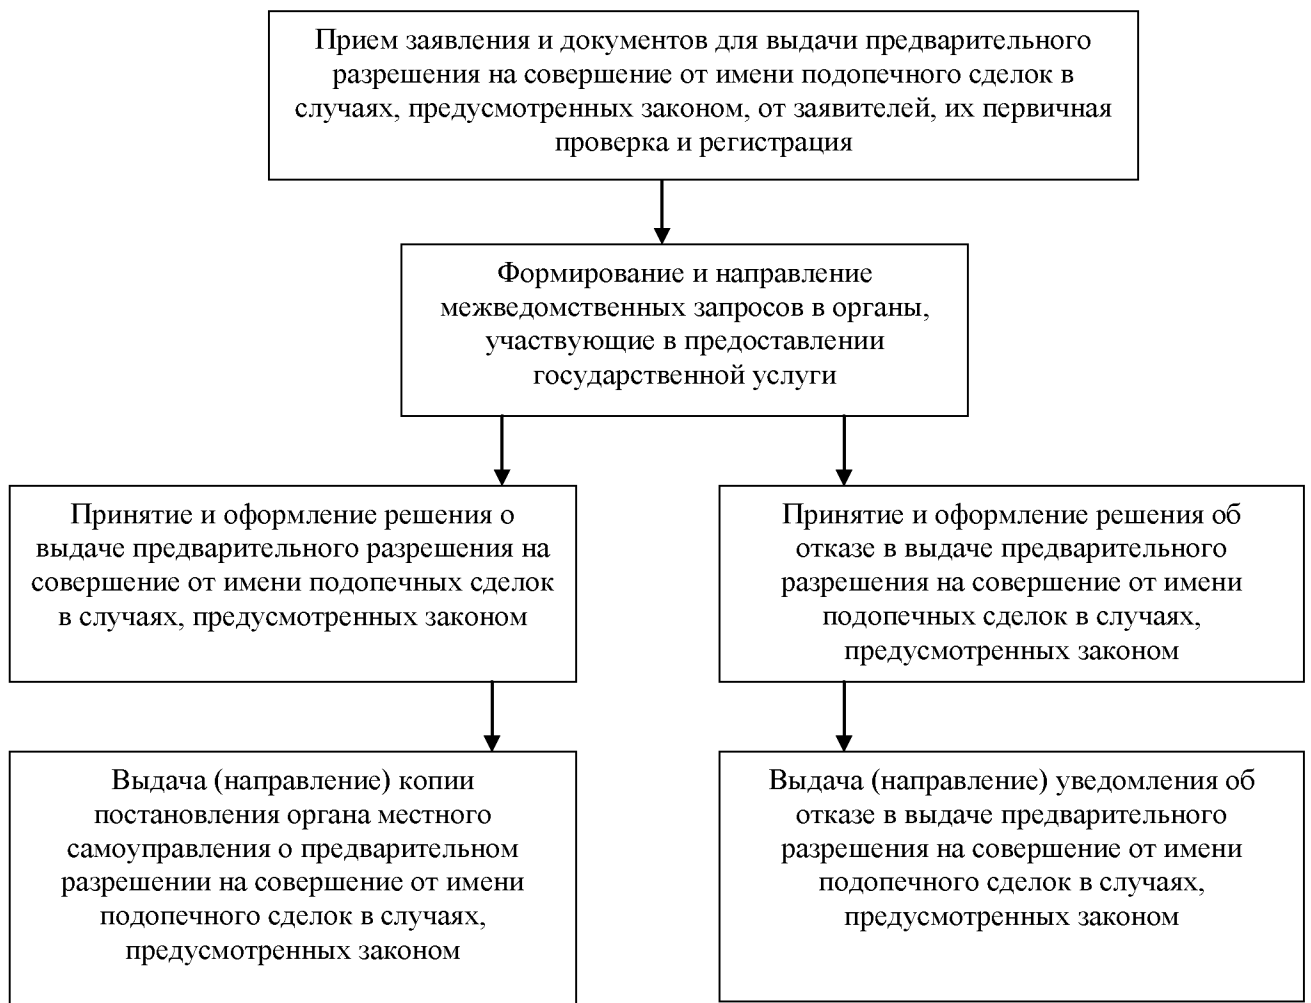 Прием заявления и документов для выдачи предварительного
разрешения на совершение от имени подопечного сделок в
случаях, предусмотренных законом, от заявителей, их первичная
проверка и регистрация
Формирование и направление
межведомственных запросов в органы,
участвующие в предоставлении
государственной услуги
Принятие и оформление решения о
выдаче предварительного разрешения на
совершение от имени подопечных сделок
в случаях, предусмотренных законом
Принятие и оформление решения об
отказе в выдаче предварительного
разрешения на совершение от имени
подопечных сделок в случаях,
предусмотренных законом
Выдача (направление) копии
постановления органа местного
самоуправления о предварительном
разрешении на совершение от имени
подопечного сделок в случаях,
предусмотренных законом
Выдача (направление) уведомления об
отказе в выдаче предварительного
разрешения на совершение от имени
подопечного сделок в случаях,
предусмотренных законом